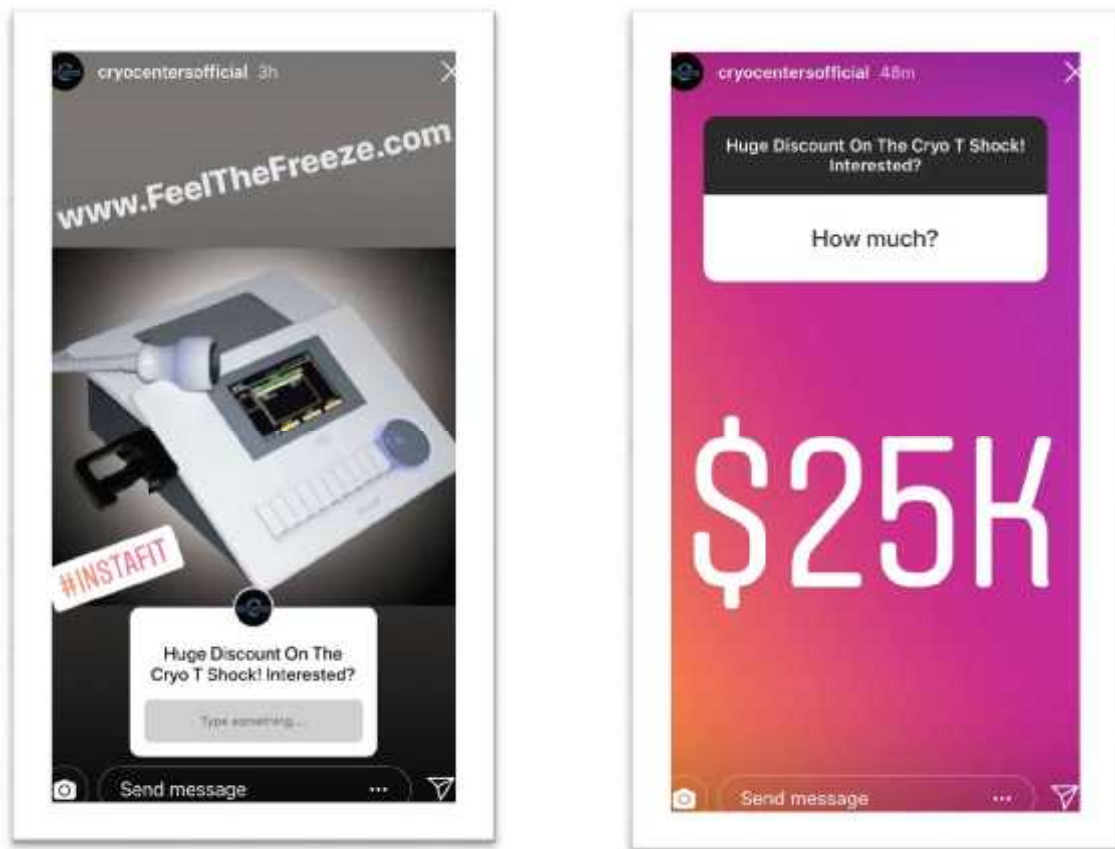 cryocentersofficial 3h
www.FeelTheFreeze.com
#INSTAFIT
Huge Discount On The
Cryo T Shock! Interested?
Type something...
Send message
cryocentersofficial 48m
Huge Discount On The Cryo T Shock!
Interested?
How much?
$25K
Send message